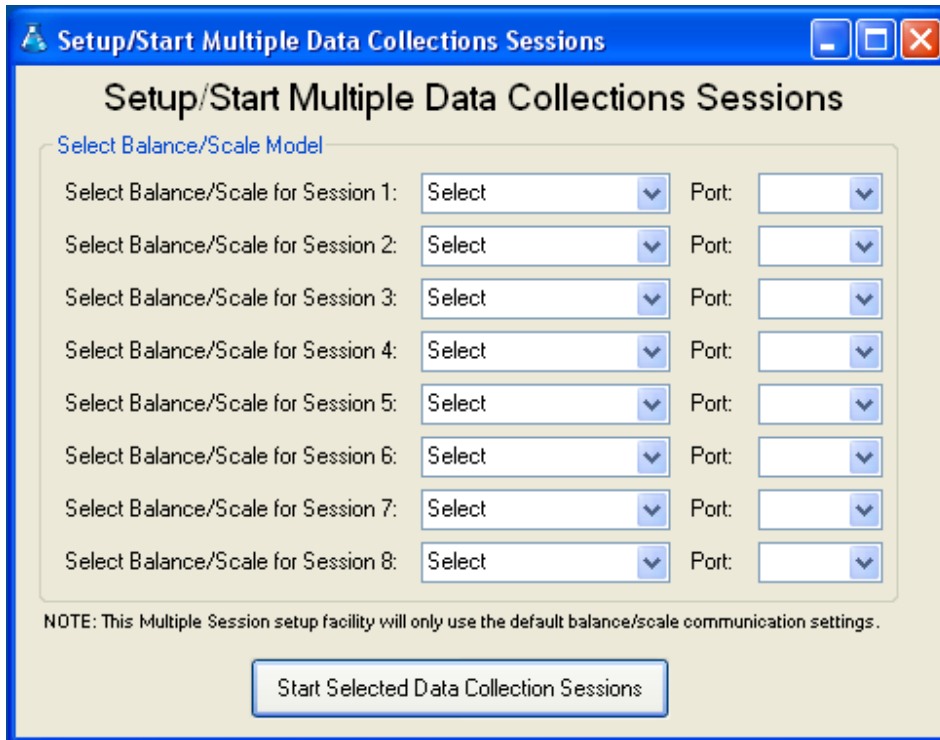 Setup/Start Multiple Data Collections Sessions
Setup/Start Multiple Data Collections Sessions
Select Balance/Scale Model
Select Balance/Scale for Session 1: Select Port:
Select Balance/Scale for Session 2: Select Port:
Select Balance/Scale for Session 3: Select Port:
Select Balance/Scale for Session 4: Select Port:
Select Balance/Scale for Session 5: Select Port:
Select Balance/Scale for Session 6: Select Port:
Select Balance/Scale for Session 7: Select Port:
Select Balance/Scale for Session 8: Select Port:
NOTE: This Multiple Session setup facility will only use the default balance/scale communication settings.
Start Selected Data Collection Sessions